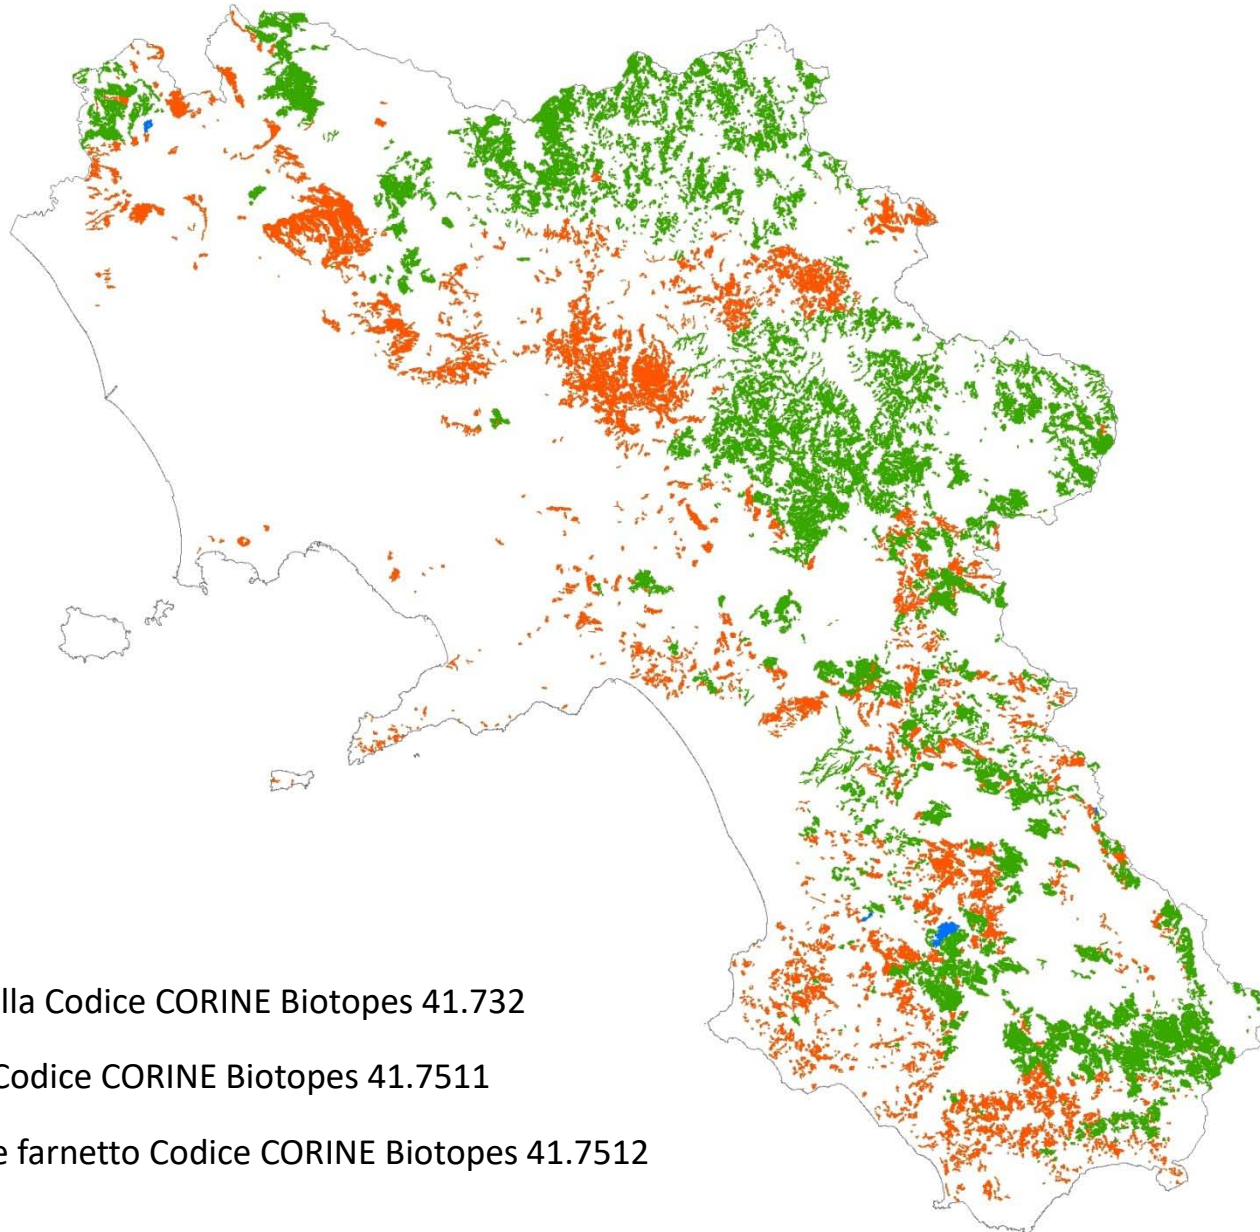 lla Codice CORINE Biotopes 41.732
Codice CORINE Biotopes 41.7511
e farnetto Codice CORINE Biotopes 41.7512